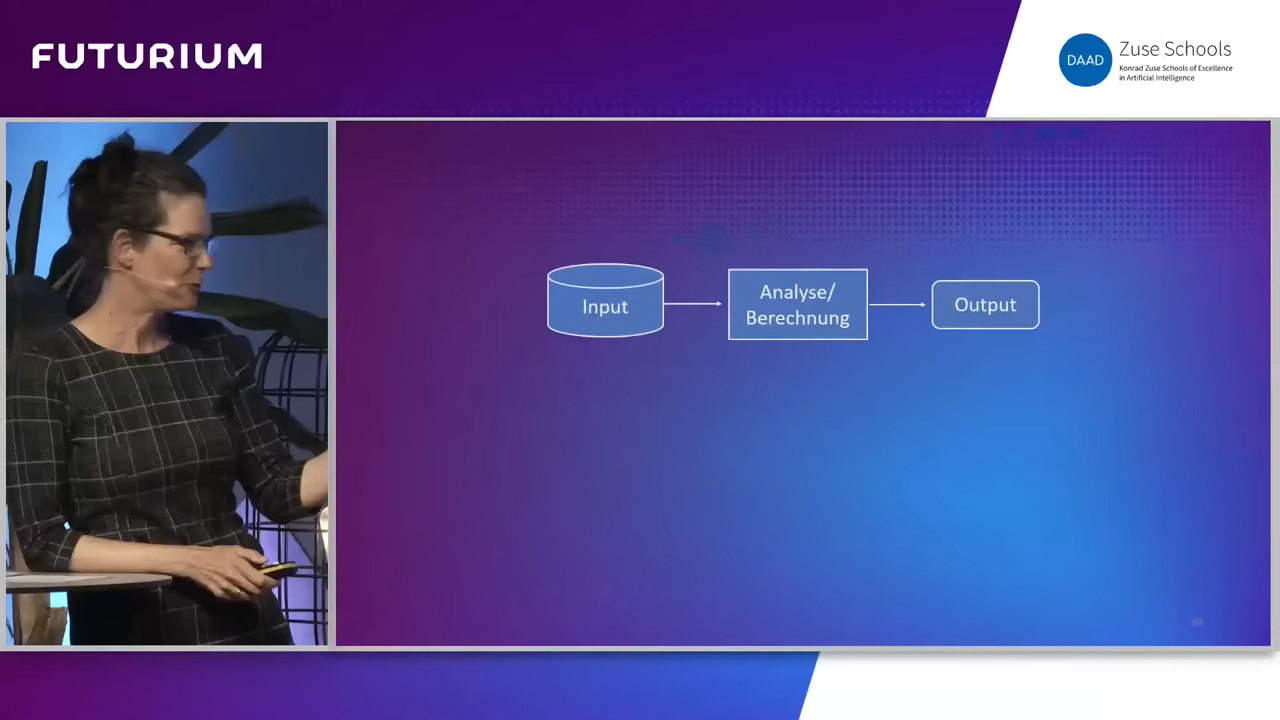 FUTURIUM
DAAD
Zuse Schools
Konrad Zuse Schools of Excellence
in Artificial Intelligence
Input
Analyse/
Berechnung
Output